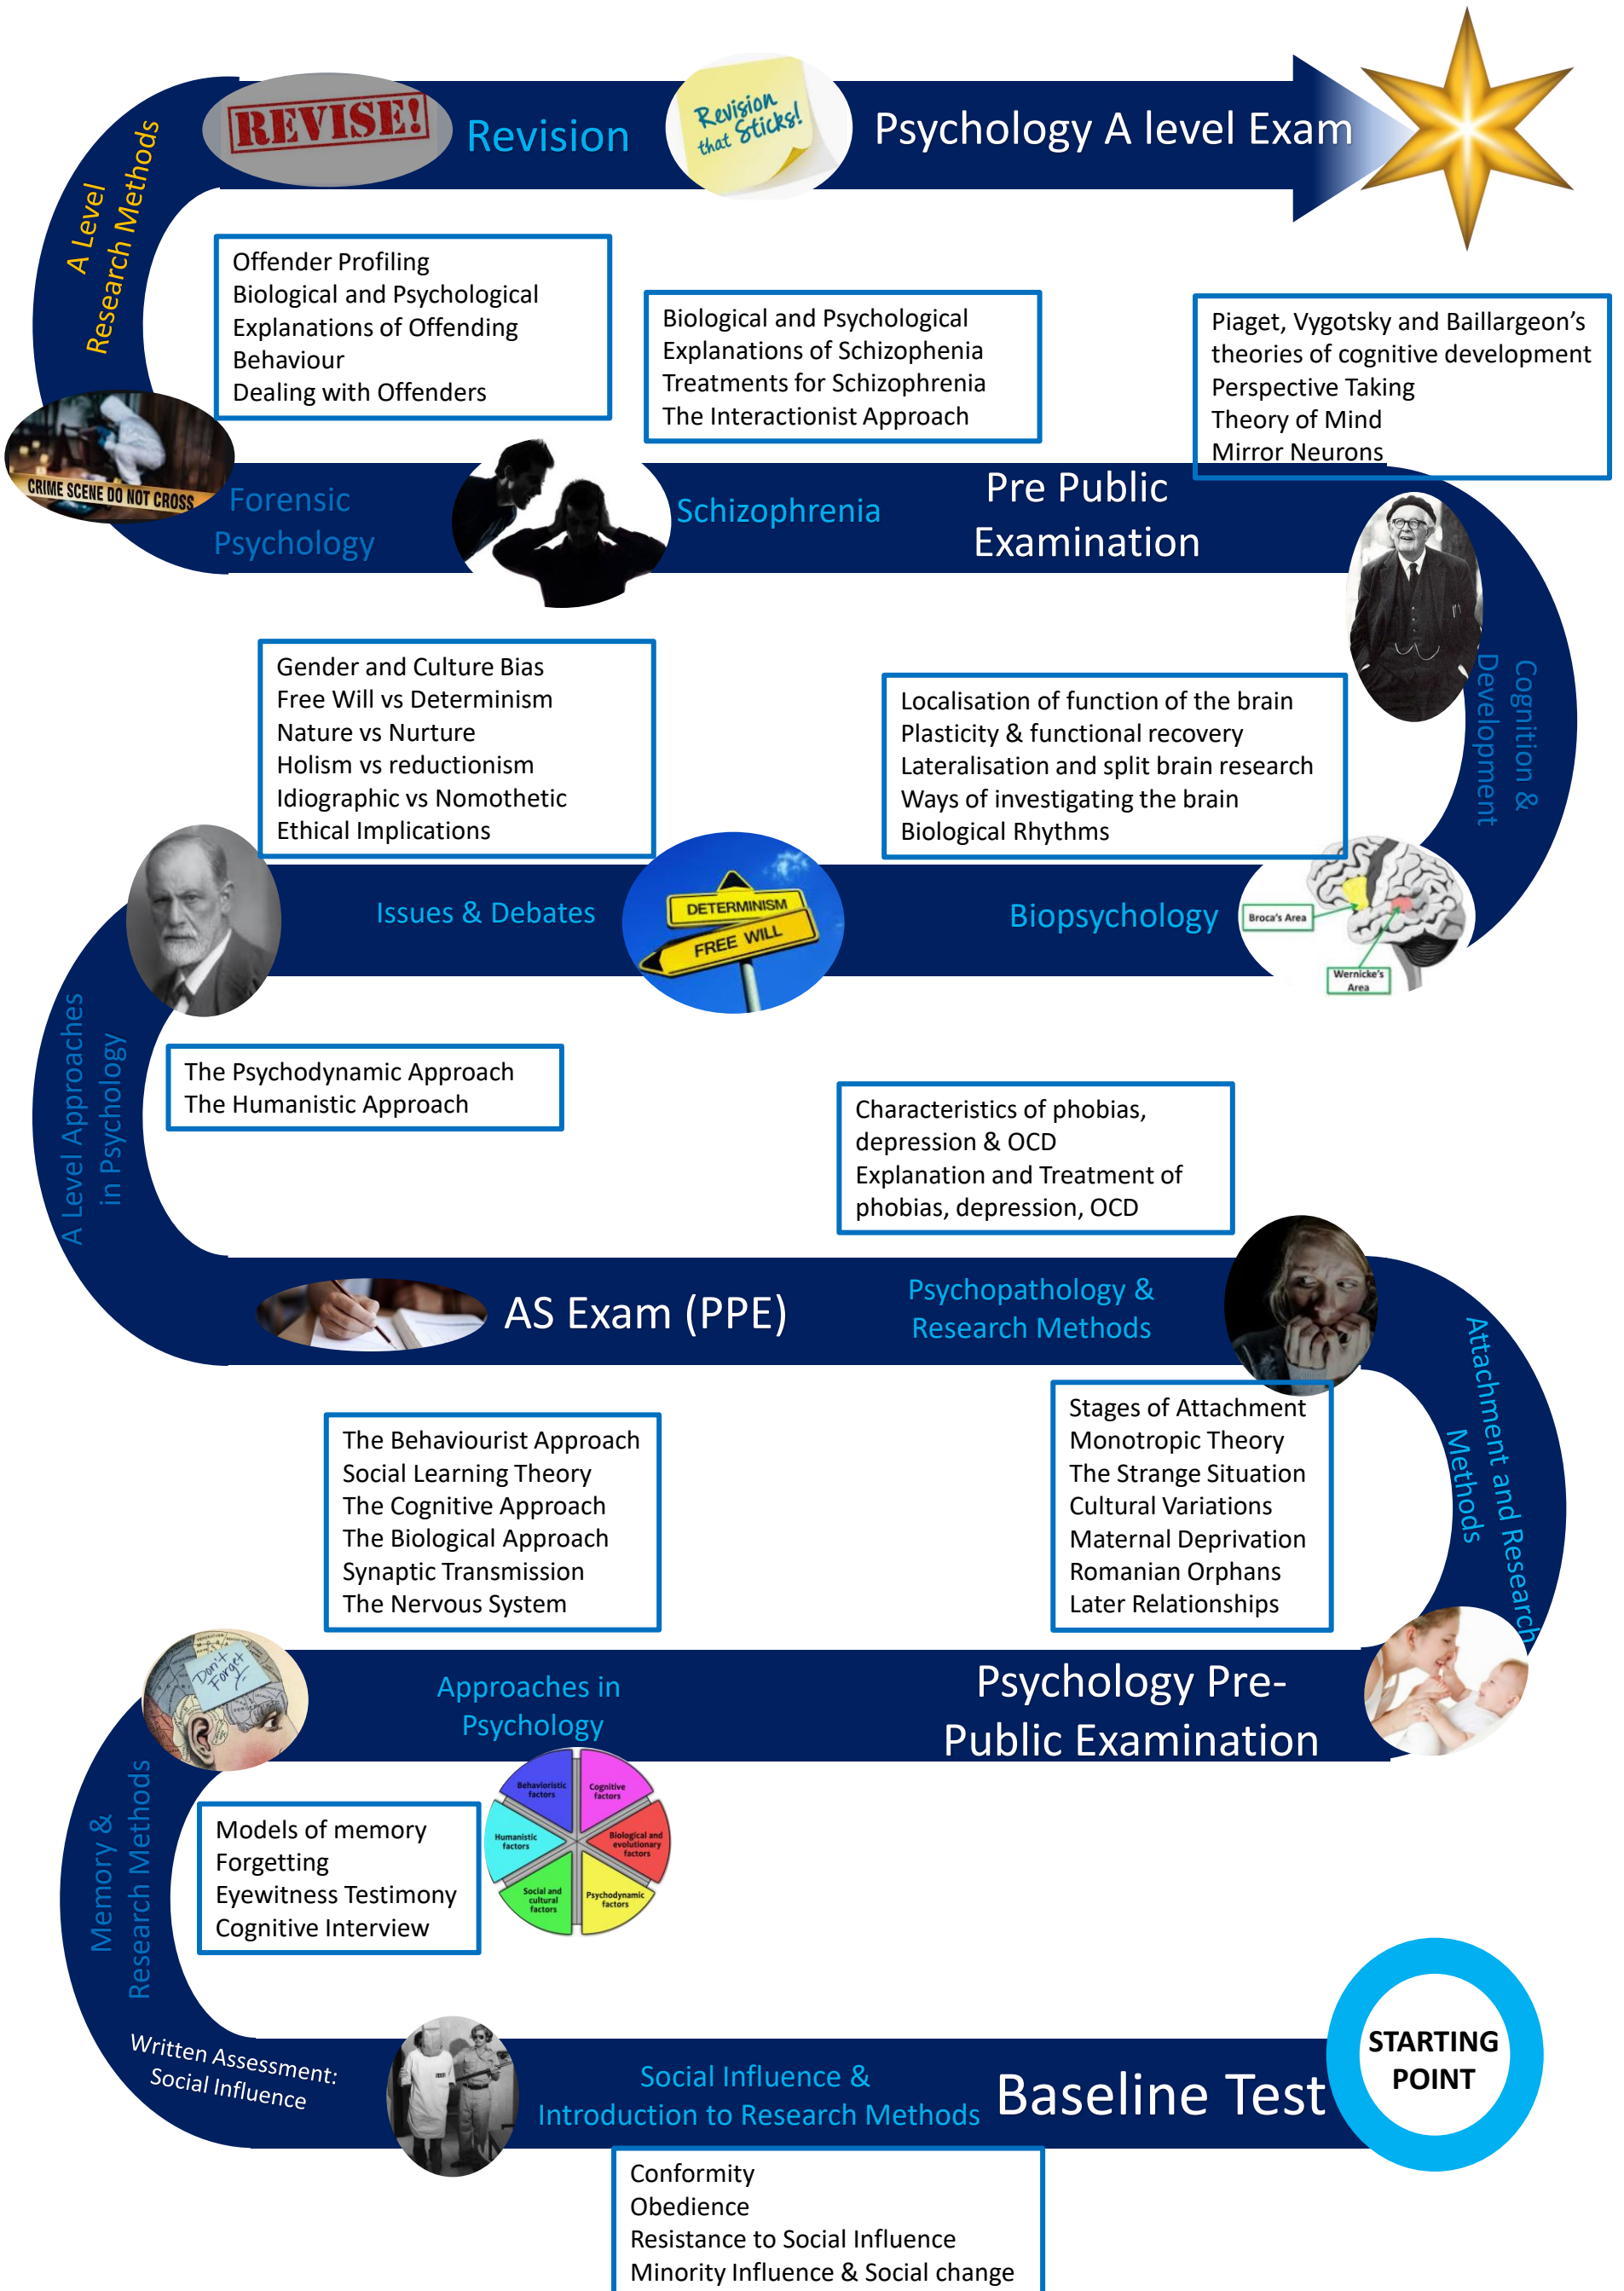 REVISE!
Revision
Revision
that Sticks!
Psychology A level Exam
A Level
Research Methods
Offender Profiling
Biological and Psychological
Explanations of Offending
Behaviour
Dealing with Offenders
Biological and Psychological
Explanations of Schizophenia
Treatments for Schizophrenia
The Interactionist Approach
Piaget, Vygotsky and Baillargeon's
theories of cognitive development
Perspective Taking
Theory of Mind
Mirror Neurons
CRIME SCENE DO NOT CROSS
Forensic
Psychology
Schizophrenia
Pre Public
Examination
Cognition &
Development
Gender and Culture Bias
Free Will vs Determinism
Nature vs Nurture
Holism vs reductionism
Idiographic vs Nomothetic
Ethical Implications
Localisation of function of the brain
Plasticity & functional recovery
Lateralisation and split brain research
Ways of investigating the brain
Biological Rhythms
Issues & Debates
DETERMINISM
FREE WILL
Biopsychology
Broca's Area
Wernicke's
Area
A Level Approaches
in Psychology
The Psychodynamic Approach
The Humanistic Approach
Characteristics of phobias,
depression & OCD
Explanation and Treatment of
phobias, depression, OCD
AS Exam (PPE)
Psychopathology &
Research Methods
Attachment and Research
Methods
The Behaviourist Approach
Social Learning Theory
The Cognitive Approach
The Biological Approach
Synaptic Transmission
The Nervous System
Stages of Attachment
Monotropic Theory
The Strange Situation
Cultural Variations
Maternal Deprivation
Romanian Orphans
Later Relationships
Don't
Forget
Approaches in
Psychology
Psychology Pre-
Public Examination
Memory &
Research Methods
Models of memory
Forgetting
Eyewitness Testimony
Cognitive Interview
Behavioristic
factors
Cognitive
factors
Humanistic
factors
Biological and
evolutionary
factors
Social and
cultural
factors
Psychodynamic
factors
Written Assessment:
Social Influence
Social Influence &
Introduction to Research Methods
Baseline Test
STARTING
POINT
Conformity
Obedience
Resistance to Social Influence
Minority Influence & Social change